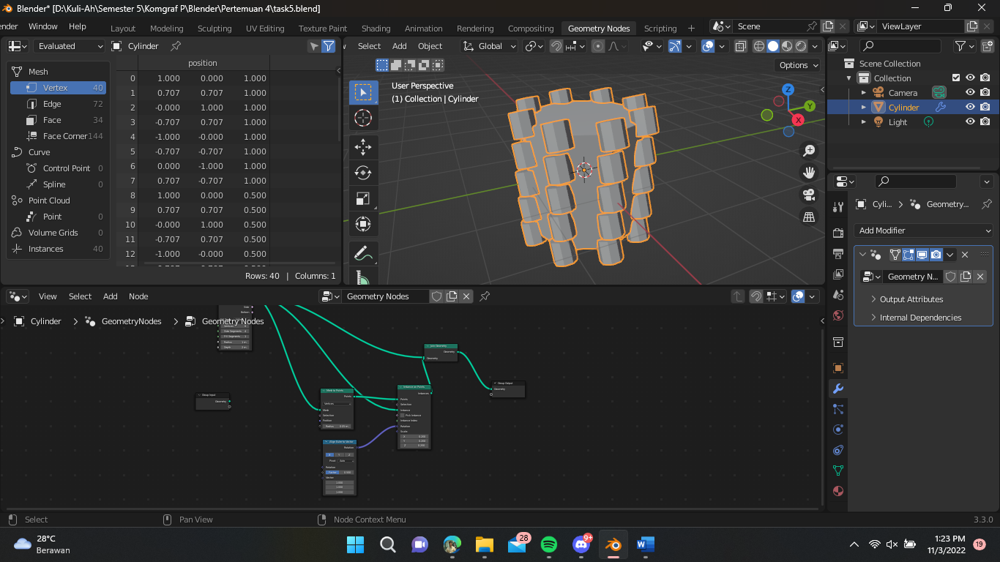 Blender* [D:\Kuli-Ah\Semester 5\Komgraf P\Blender\Pertemuan 4\task5.blend]
ender Window Help Layout Modeling Sculpting UV Editing Texture Paint Shading Animation Rendering Compositing Geometry Nodes Scripting + Scene ViewLayer
Evaluated Cylinder
position
Mesh
Vertex 40
Edge 72
Face 34
Face Corner 144
Curve
Control Point 0
Spline 0
Point Cloud
Point 0
Volume Grids 0
Instances 40
0 1.000 0.000 1.000
1 0.707 0.707 1.000
2 -0.000 1.000 1.000
3 -0.707 0.707 1.000
4 -1.000 -0.000 1.000
5 -0.707 -0.707 1.000
6 0.000 -1.000 1.000
7 0.707 -0.707 1.000
8 1.000 0.000 0.500
9 0.707 0.707 0.500
10 -0.000 1.000 0.500
11 -0.707 0.707 0.500
12 -1.000 -0.000 0.500
Rows: 40 | Columns: 1
Select Add Object Global
Options
User Perspective
(1) Collection | Cylinder
Z
Y
X
Scene Collection
Collection
Camera
Cylinder
Light
Cyli... Geometry...
Add Modifier
Geometry N...
Output Attributes
Internal Dependencies
View Select Add Node Geometry Nodes
Cylinder GeometryNodes Geometry Nodes
Side Segments
Radius
Depth
Group Input
Geometry
Mesh to Points
Points
Vertices
Mesh
Selection
Position
Radius 0.05 m
Align Euler to Vector
Rotation
X Y Z
Pivot Auto
Rotation
Factor
Vector
1.000
1.000
1.000
Instance on Points
Instances
Points
Selection
Instance
Pick Instance
Instance Index
Rotation
Scale
X 0.200
Y 0.200
Z 0.200
Join Geometry
Geometry
Geometry
Group Output
Geometry
Select Pan View Node Context Menu 3.3.0
28°C
Berawan
28
9+
1:23 PM
11/3/2022
19